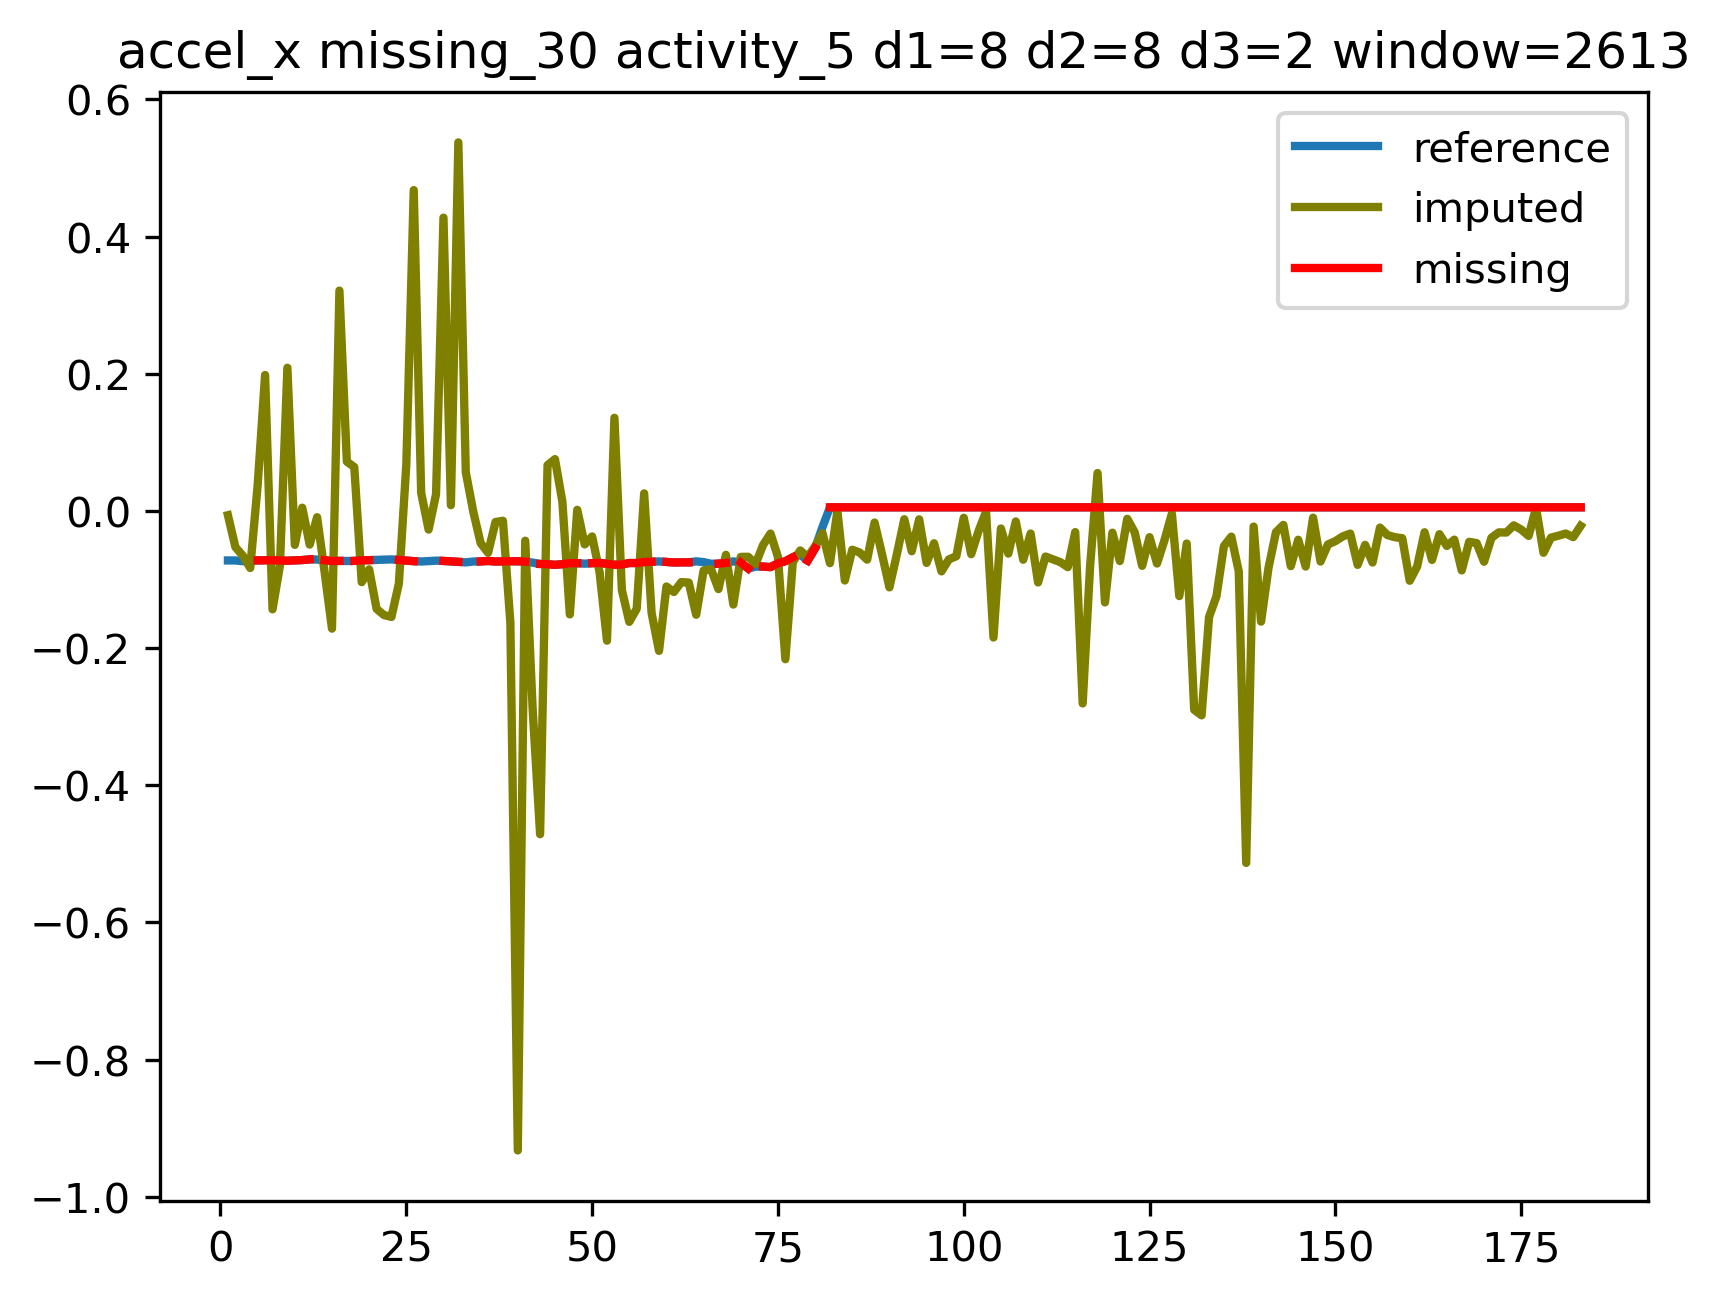 accel_x missing_30 activity_5 d1=8 d2=8 d3=2 window=2613
reference
imputed
missing
0.6
0.4
0.2
0.0
−0.2
−0.4
−0.6
−0.8
−1.0
0 25 50 75 100 125 150 175